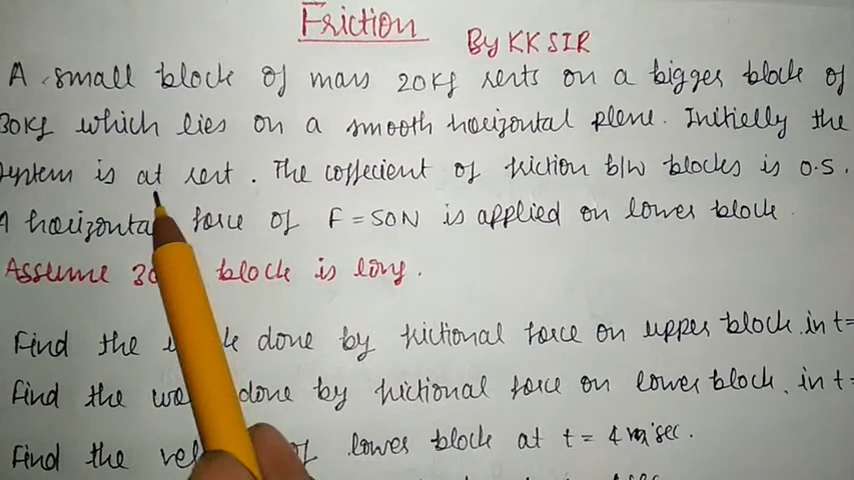 Friction
By KK SIR
A small block of mass 20Kg rests on a bigger block of
30Kg which lies on a smooth horizontal plane. Initially the
system is at rest. The coffecient of friction b/w blocks is 0.5.
A horizontal force of F = 50N is applied on lower block.
Assume 30 block is long.
Find the done by frictional force on upper block. in t=
Find the done by frictional force on lower block. in t=
Find the of lower block at t = 4 sec.